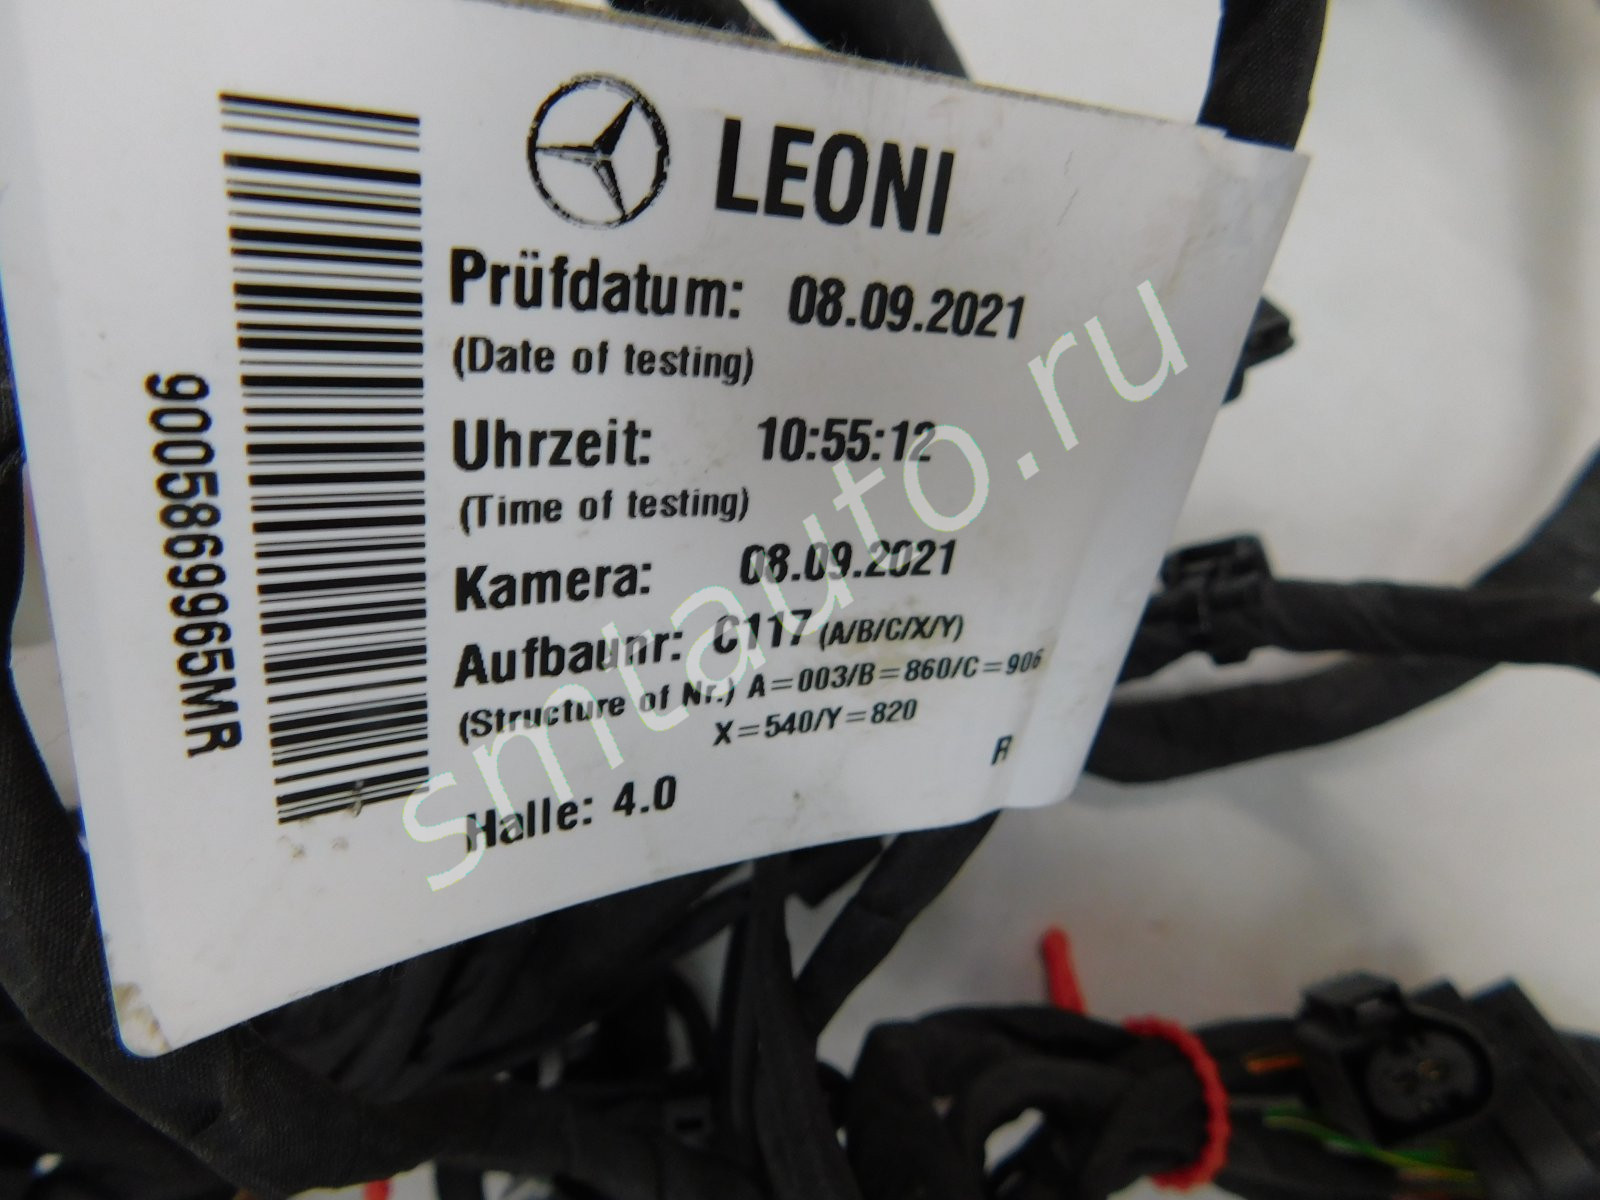 LEONI
Prüfdatum: 08.09.2021
(Date of testing)
Uhrzeit: 10:55:12
(Time of testing)
Kamera: 08.09.2021
Aufbaunr: C117 (A/B/C/X/Y)
(Structure of Nr.) A=003/B=860/C=906
X=540/Y=820
R
Halle: 4.0
9005869965MR
smtauto.ru